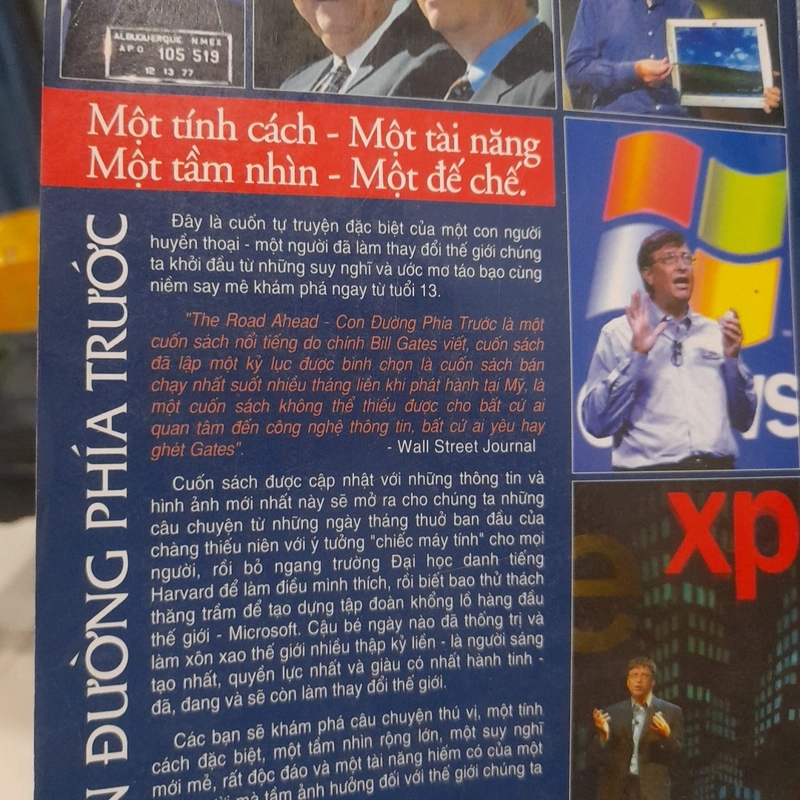 ALBUQUERQUE N MEX
APD 105 519
12 13 77
Một tính cách - Một tài năng
Một tầm nhìn - Một đế chế.
ĐƯỜNG PHÍA TRƯỚC
Đây là cuốn tự truyện đặc biệt của một con người
huyền thoại - một người đã làm thay đổi thế giới chúng
ta khởi đầu từ những suy nghĩ và ước mơ táo bạo cùng
niềm say mê khám phá ngay từ tuổi 13.
"The Road Ahead - Con Đường Phía Trước là một
cuốn sách nổi tiếng do chính Bill Gates viết, cuốn sách
đã lập một kỷ lục được bình chọn là cuốn sách bán
chạy nhất suốt nhiều tháng liền khi phát hành tại Mỹ, là
một cuốn sách không thể thiếu được cho bất cứ ai
quan tâm đến công nghệ thông tin, bất cứ ai yêu hay
ghét Gates".
- Wall Street Journal
Cuốn sách được cập nhật với những thông tin và
hình ảnh mới nhất này sẽ mở ra cho chúng ta những
câu chuyện từ những ngày tháng thuở ban đầu của
chàng thiếu niên với ý tưởng "chiếc máy tính" cho mọi
người, rồi bỏ ngang trường Đại học danh tiếng
Harvard để làm điều mình thích, rồi biết bao thử thách
thăng trầm để tạo dựng tập đoàn khổng lồ hàng đầu
thế giới - Microsoft. Cậu bé ngày nào đã thống trị và
làm xôn xao thế giới nhiều thập kỷ liền - là người sáng
tạo nhất, quyền lực nhất và giàu có nhất hành tinh -
đã, đang và sẽ còn làm thay đổi thế giới.
Các bạn sẽ khám phá câu chuyện thú vị, một tính
cách đặc biệt, một tầm nhìn rộng lớn, một suy nghĩ
mới mẻ, rất độc đáo và một tài năng hiếm có của một
mà tầm ảnh hưởng đối với thế giới chúng ta
xp